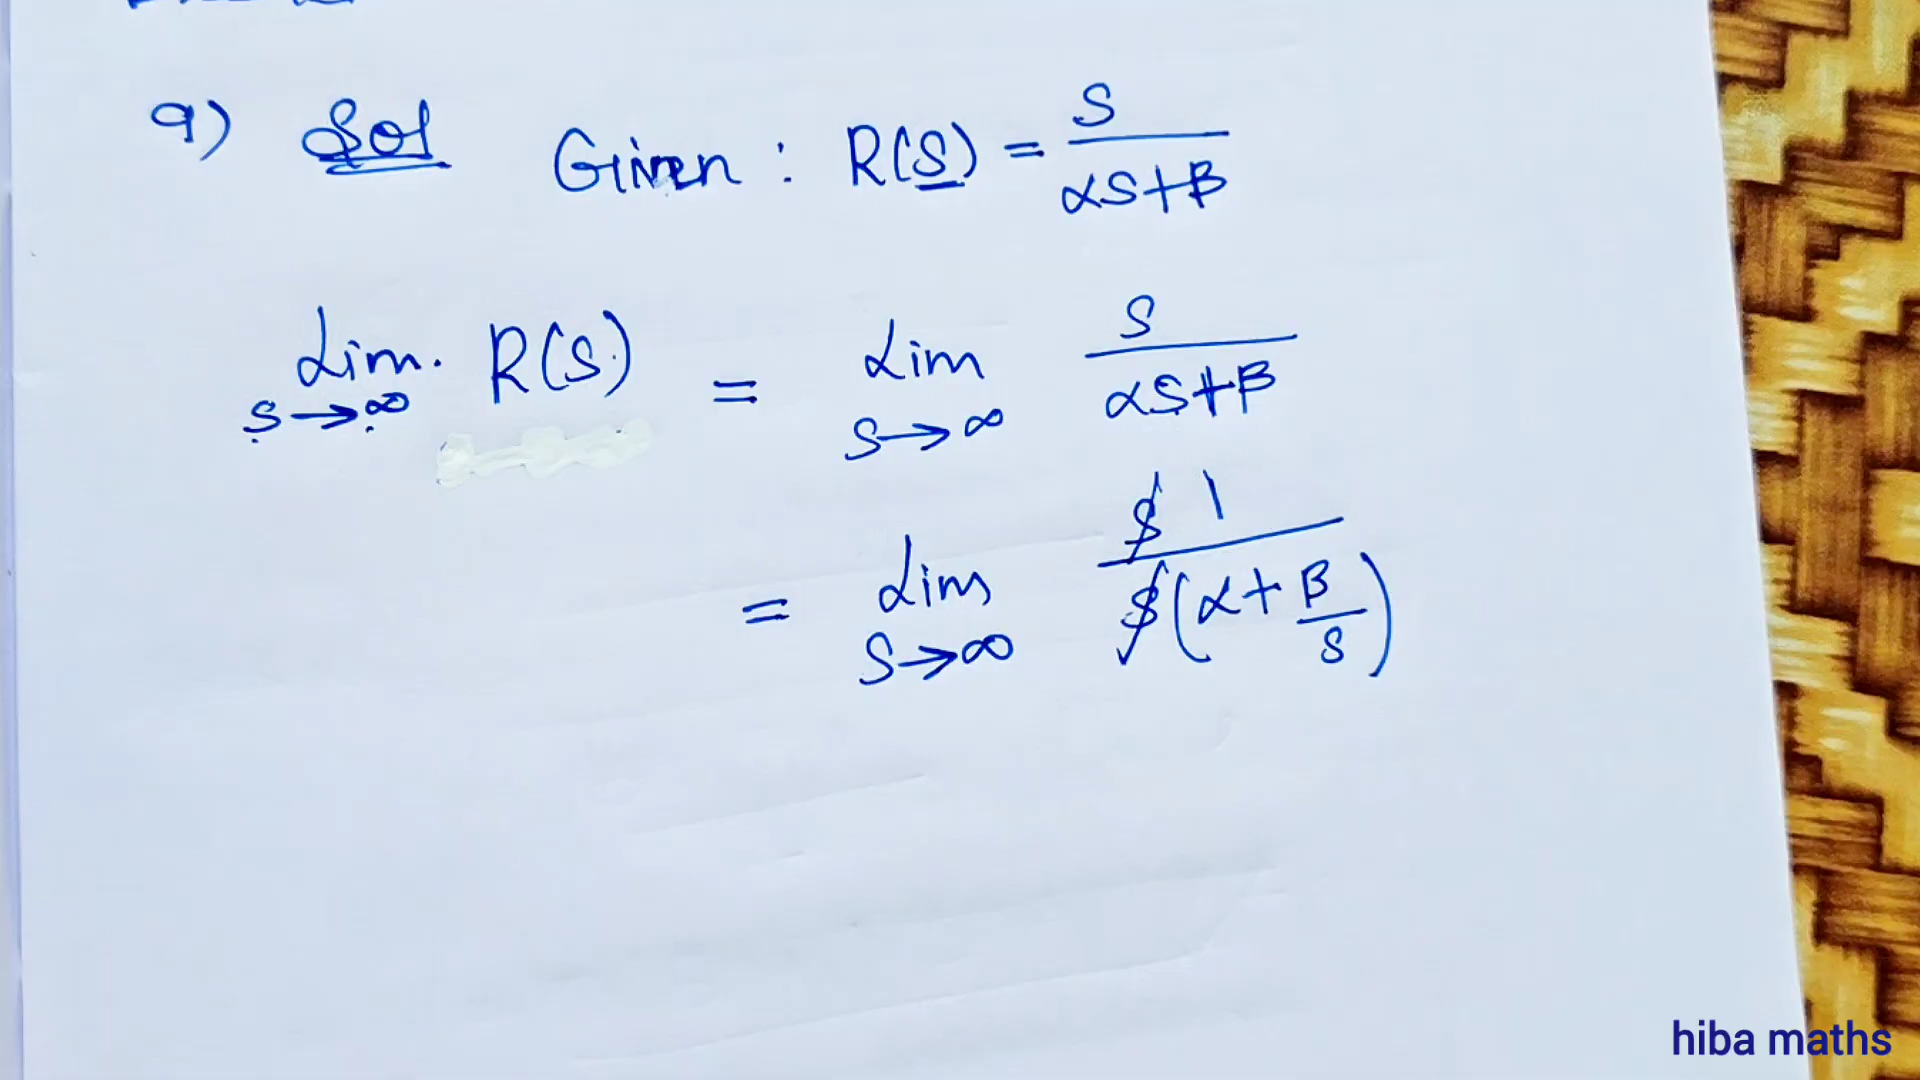 9) Sol Given : R(S) = S / αS+β
Lim. S→∞ R(S) = Lim S→∞ S / αS+β
= Lim S→∞ S 1 / S(α + β/S)
hiba maths